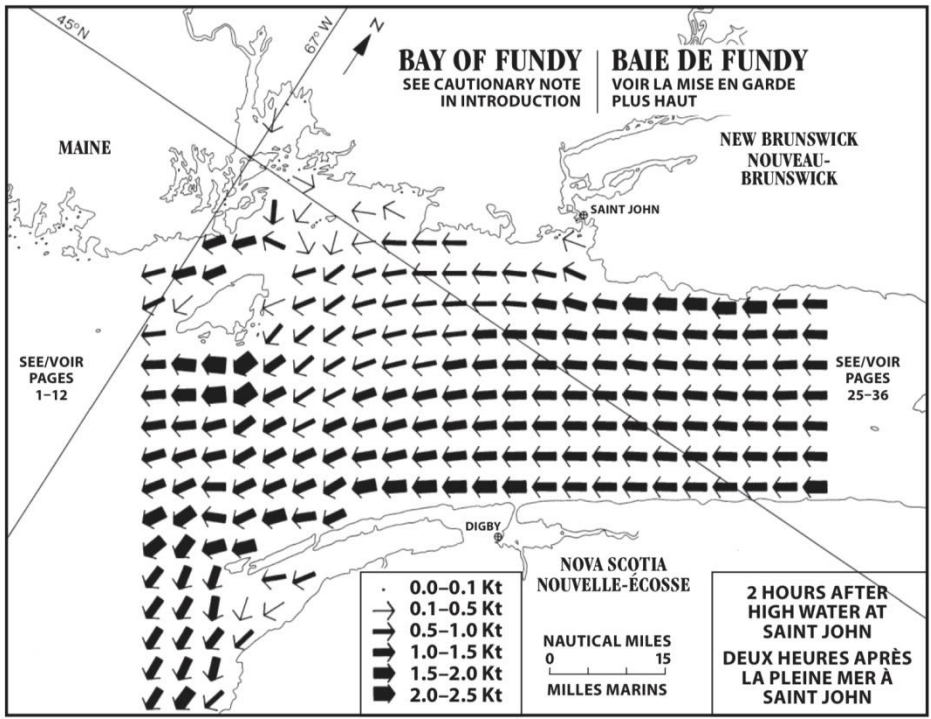 45°N
67°W
N
BAY OF FUNDY
SEE CAUTIONARY NOTE
IN INTRODUCTION
BAIE DE FUNDY
VOIR LA MISE EN GARDE
PLUS HAUT
MAINE
NEW BRUNSWICK
NOUVEAU-
BRUNSWICK
SAINT JOHN
SEE/VOIR
PAGES
1–12
SEE/VOIR
PAGES
25–36
DIGBY
NOVA SCOTIA
NOUVELLE-ÉCOSSE
0.0–0.1 Kt
0.1–0.5 Kt
0.5–1.0 Kt
1.0–1.5 Kt
1.5–2.0 Kt
2.0–2.5 Kt
NAUTICAL MILES
0 15
MILLES MARINS
2 HOURS AFTER
HIGH WATER AT
SAINT JOHN
DEUX HEURES APRÈS
LA PLEINE MER À
SAINT JOHN